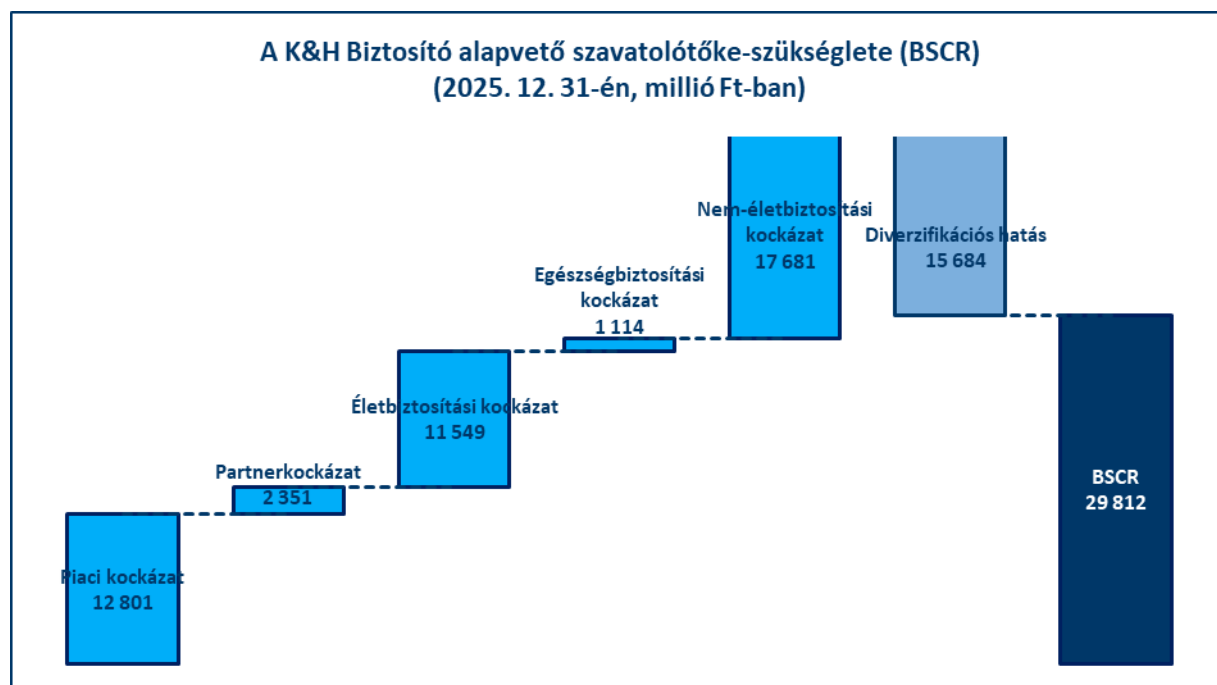 A K&H Biztosító alapvető szavatolótőke-szükséglete (BSCR)
(2025. 12. 31-én, millió Ft-ban)
Piaci kockázat
12 801
Partnerkockázat
2 351
Életbiztosítási kockázat
11 549
Egészségbiztosítási
kockázat
1 114
Nem-életbiztosítási
kockázat
17 681
Diverzifikációs hatás
15 684
BSCR
29 812